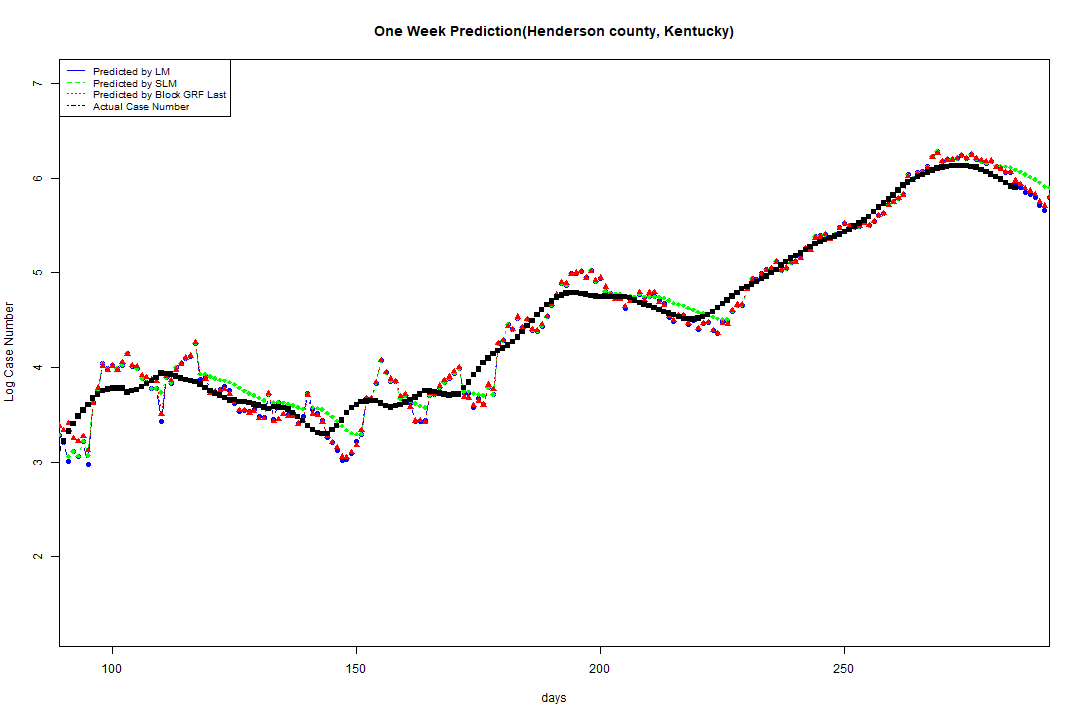 One Week Prediction(Henderson county, Kentucky)
Predicted by LM
Predicted by SLM
Predicted by Block GRF Last
Actual Case Number
7
6
5
4
3
2
Log Case Number
100
150
200
250
days